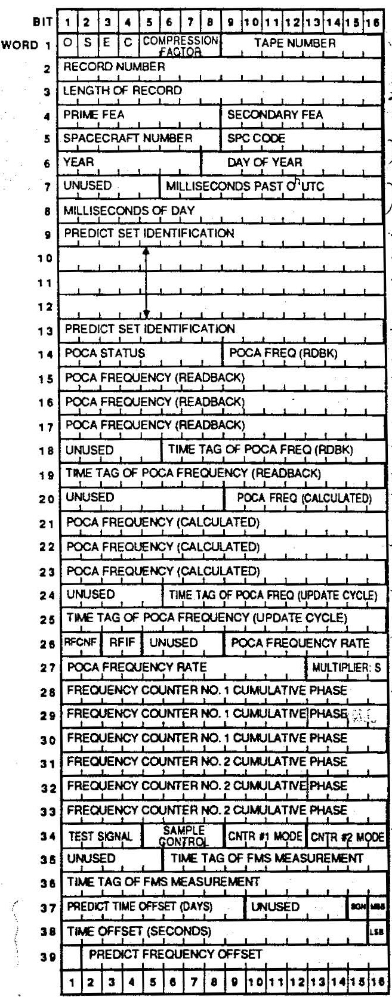 BIT 1 2 3 4 5 6 7 8 9 10 11 12 13 14 15 16
WORD 1 O S E C COMPRESSION FACTOR TAPE NUMBER
2 RECORD NUMBER
3 LENGTH OF RECORD
4 PRIME FEA SECONDARY FEA
5 SPACECRAFT NUMBER SPC CODE
6 YEAR DAY OF YEAR
7 UNUSED MILLISECONDS PAST 0h UTC
8 MILLISECONDS OF DAY
9 PREDICT SET IDENTIFICATION
10
11
12
13 PREDICT SET IDENTIFICATION
14 POCA STATUS POCA FREQ (RDBK)
15 POCA FREQUENCY (READBACK)
16 POCA FREQUENCY (READBACK)
17 POCA FREQUENCY (READBACK)
18 UNUSED TIME TAG OF POCA FREQ (RDBK)
19 TIME TAG OF POCA FREQUENCY (READBACK)
20 UNUSED POCA FREQ (CALCULATED)
21 POCA FREQUENCY (CALCULATED)
22 POCA FREQUENCY (CALCULATED)
23 POCA FREQUENCY (CALCULATED)
24 UNUSED TIME TAG OF POCA FREQ (UPDATE CYCLE)
25 TIME TAG OF POCA FREQUENCY (UPDATE CYCLE)
26 RFCNF RFIF UNUSED POCA FREQUENCY RATE
27 POCA FREQUENCY RATE MULTIPLIER: S
28 FREQUENCY COUNTER NO. 1 CUMULATIVE PHASE
29 FREQUENCY COUNTER NO. 1 CUMULATIVE PHASE
30 FREQUENCY COUNTER NO. 1 CUMULATIVE PHASE
31 FREQUENCY COUNTER NO. 2 CUMULATIVE PHASE
32 FREQUENCY COUNTER NO. 2 CUMULATIVE PHASE
33 FREQUENCY COUNTER NO. 2 CUMULATIVE PHASE
34 TEST SIGNAL SAMPLE CONTROL CNTR #1 MODE CNTR #2 MODE
35 UNUSED TIME TAG OF FMS MEASUREMENT
36 TIME TAG OF FMS MEASUREMENT
37 PREDICT TIME OFFSET (DAYS) UNUSED SGN MSB
38 TIME OFFSET (SECONDS) LSB
39 PREDICT FREQUENCY OFFSET
1 2 3 4 5 6 7 8 9 10 11 12 13 14 15 16